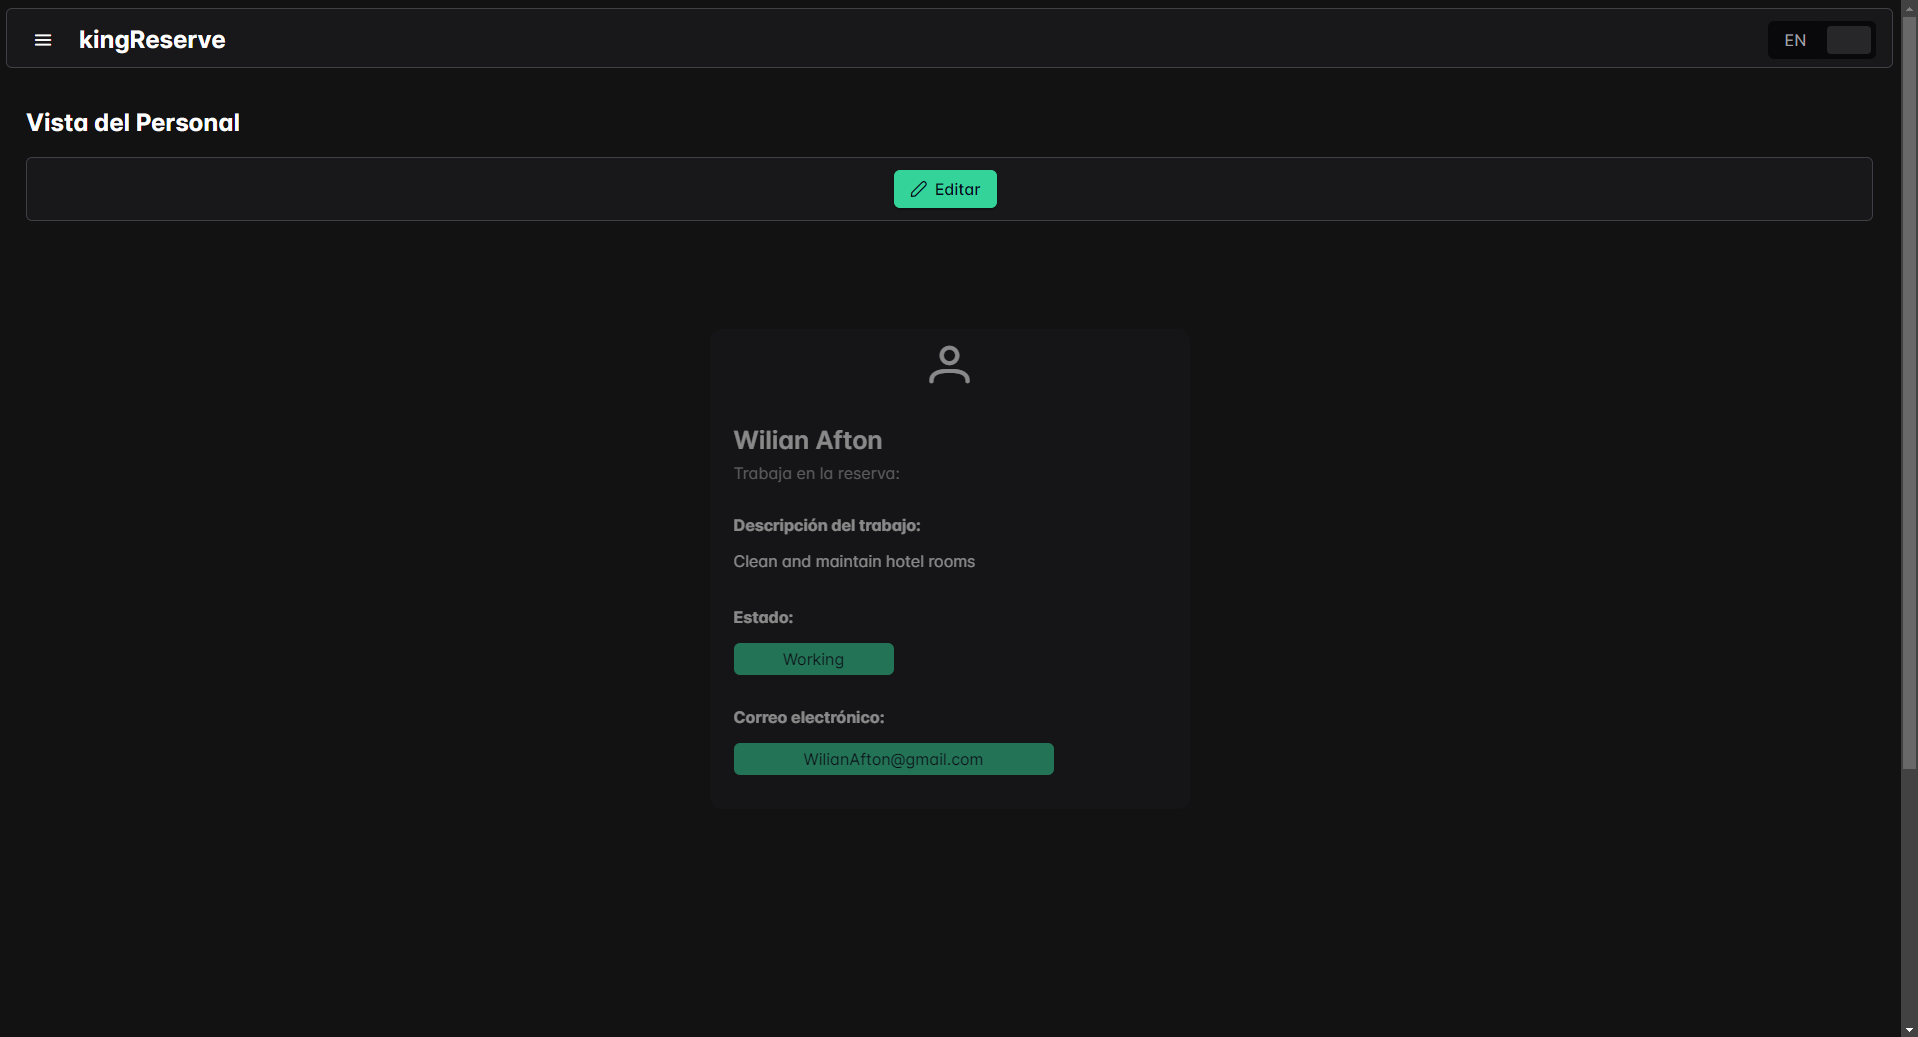 kingReserve
EN
Vista del Personal
Editar
Wilian Afton
Trabaja en la reserva:
Descripción del trabajo:
Clean and maintain hotel rooms
Estado:
Working
Correo electrónico:
WilianAfton@gmail.com